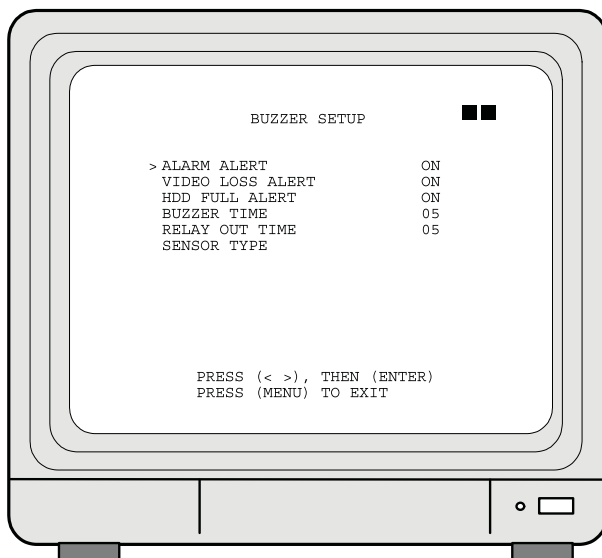 BUZZER SETUP
> ALARM ALERT ON
VIDEO LOSS ALERT ON
HDD FULL ALERT ON
BUZZER TIME 05
RELAY OUT TIME 05
SENSOR TYPE
PRESS (< >), THEN (ENTER)
PRESS (MENU) TO EXIT